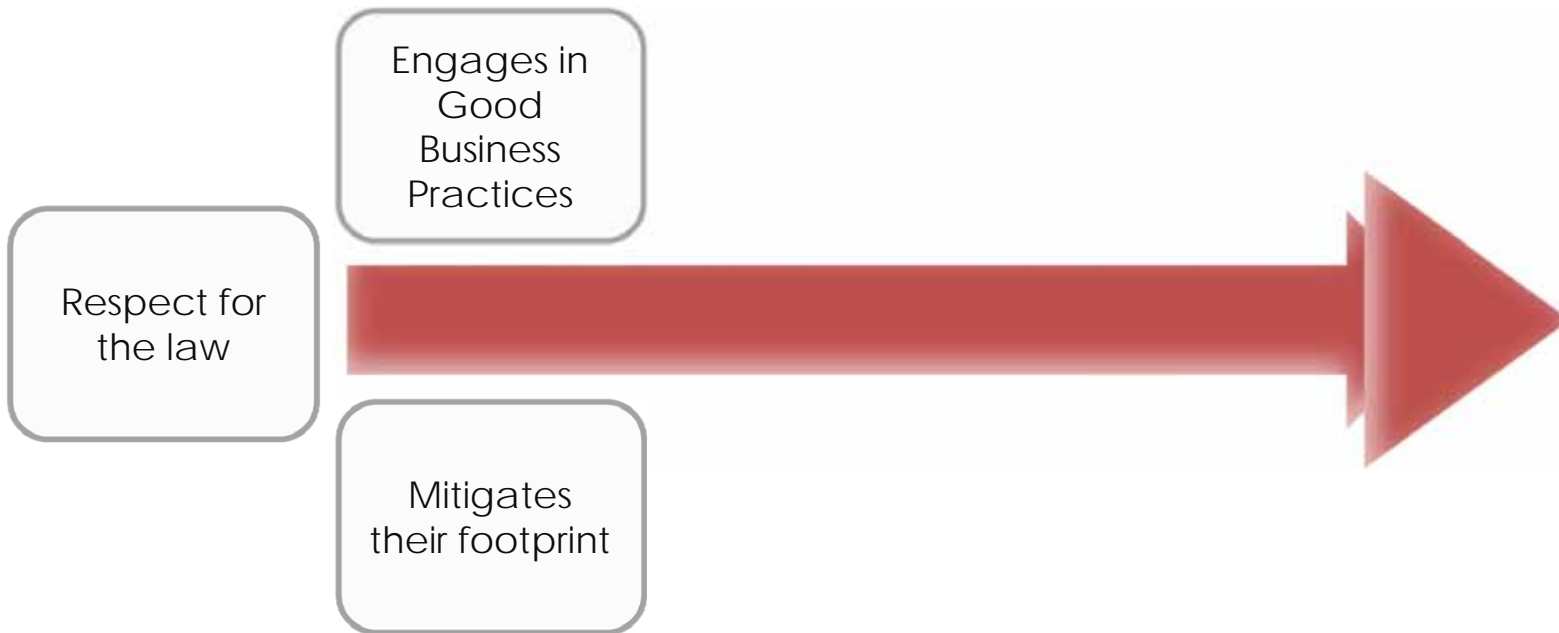 Engages in
Good
Business
Practices
Respect for
the law
Mitigates
their footprint